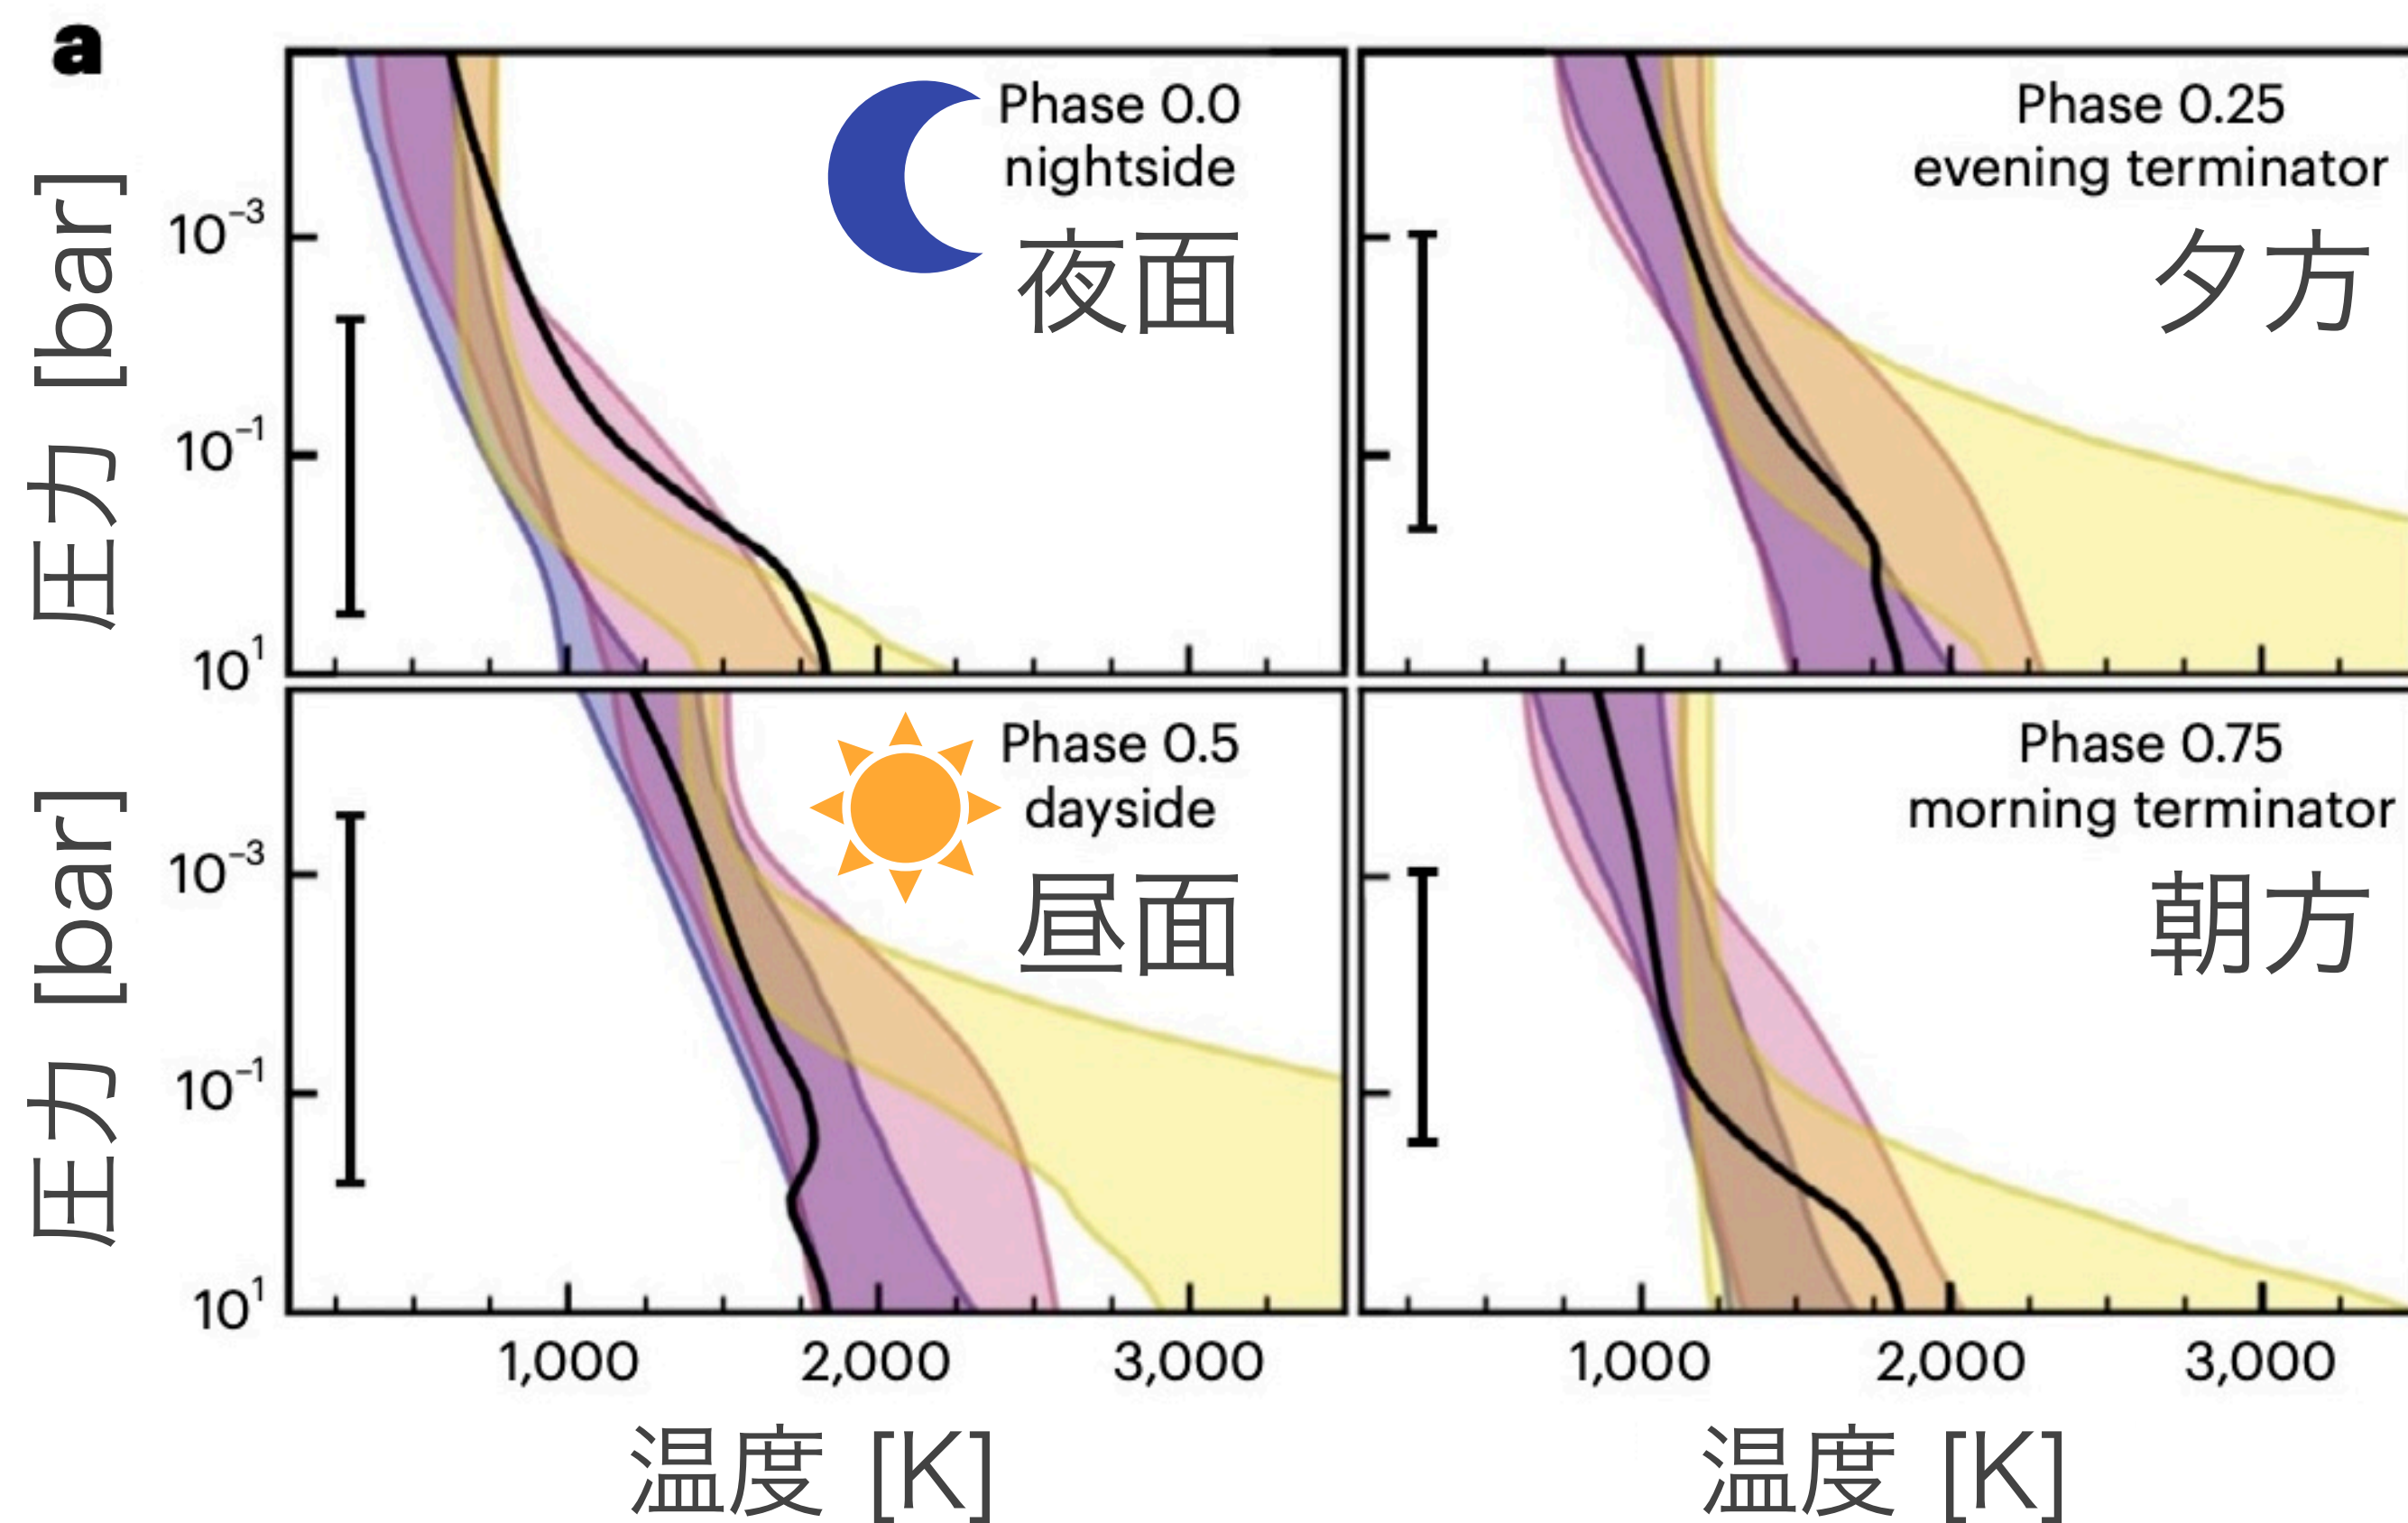 a
Phase 0.0
nightside
夜面
Phase 0.25
evening terminator
夕方
圧力 [bar]
10⁻³
10⁻¹
10¹
Phase 0.5
dayside
昼面
Phase 0.75
morning terminator
朝方
圧力 [bar]
10⁻³
10⁻¹
10¹
1,000 2,000 3,000
1,000 2,000 3,000
温度 [K]
温度 [K]